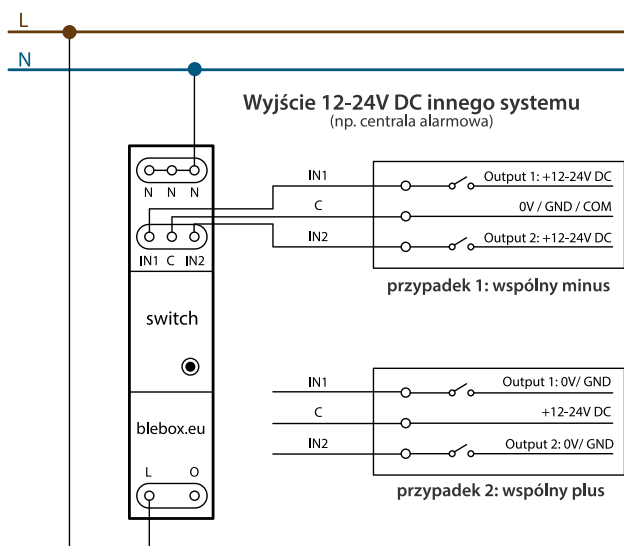 L
N
Wyjście 12-24V DC innego systemu
(np. centrala alarmowa)
N N N
IN1 C IN2
switch
blebox.eu
L O
IN1
Output 1: +12-24V DC
C
0V / GND / COM
IN2
Output 2: +12-24V DC
przypadek 1: wspólny minus
IN1
Output 1: 0V/ GND
C
+12-24V DC
IN2
Output 2: 0V/ GND
przypadek 2: wspólny plus